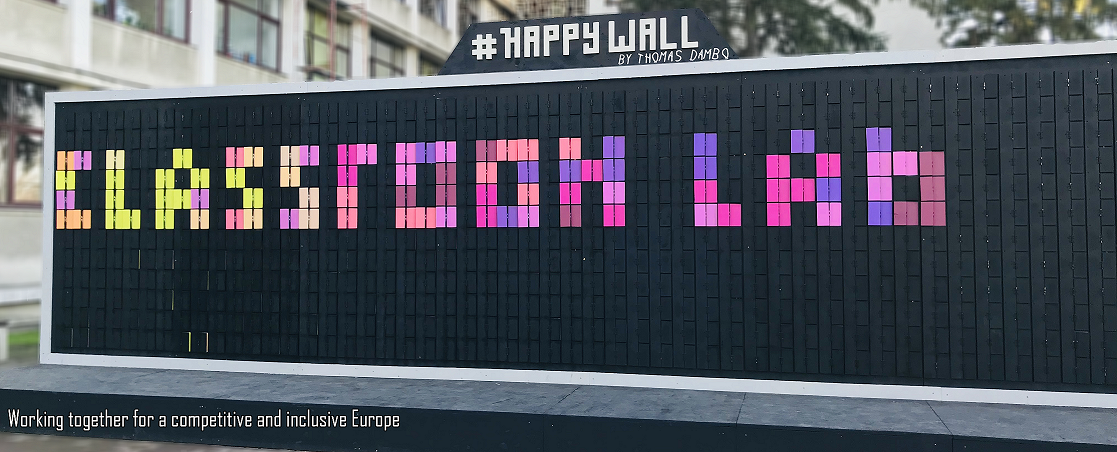 #HAPPY WALL
BY THOMAS DAMBO
CLASSROOM LAB
Working together for a competitive and inclusive Europe